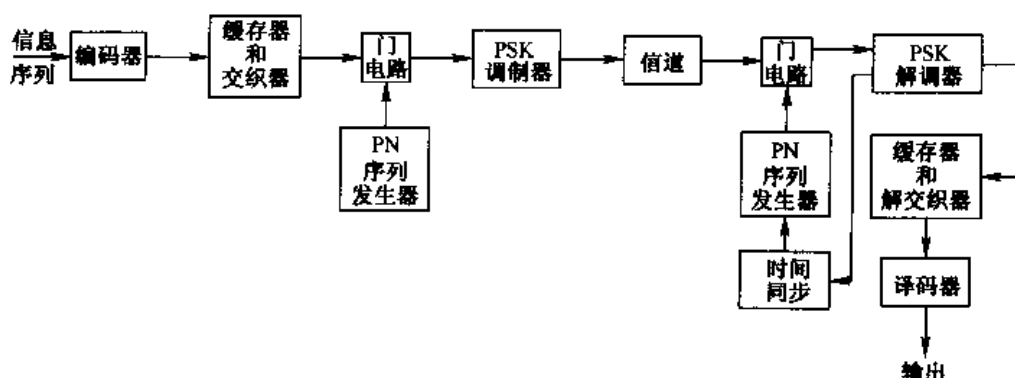 信息
序列
编码器
缓存器
和
交织器
门
电路
PN
序列
发生器
PSK
调制器
信道
门
电路
PN
序列
发生器
时间
同步
PSK
解调器
缓存器
和
解交织器
译码器
输出